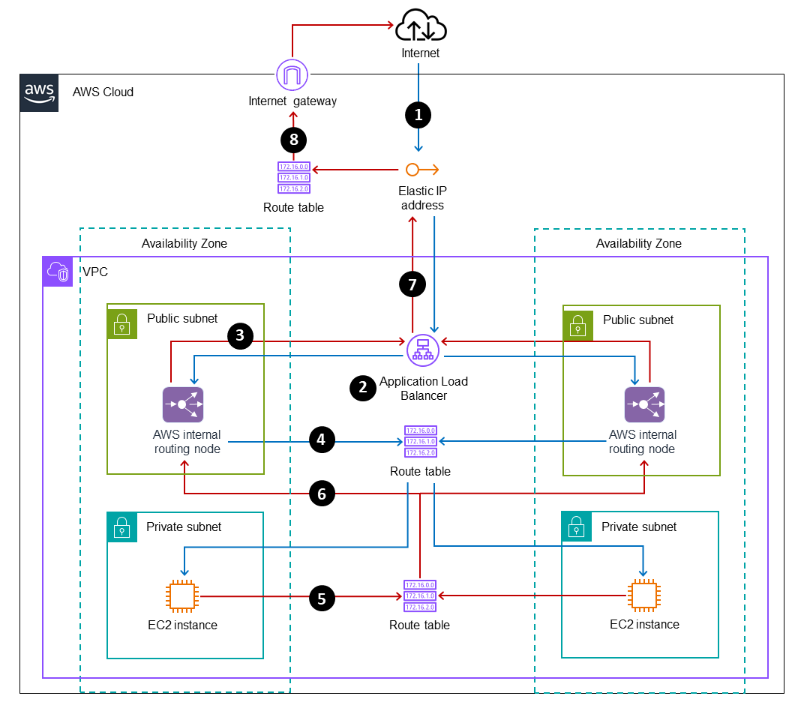 Internet
aws
AWS Cloud
Internet gateway
1
8
172.16.0.0
172.16.1.0
172.16.2.0
Route table
Elastic IP
address
Availability Zone
Availability Zone
VPC
7
Public subnet
Public subnet
3
2
Application Load
Balancer
AWS internal
routing node
4
172.16.0.0
172.16.1.0
172.16.2.0
Route table
AWS internal
routing node
6
Private subnet
Private subnet
EC2 instance
5
172.16.0.0
172.16.1.0
172.16.2.0
Route table
EC2 instance